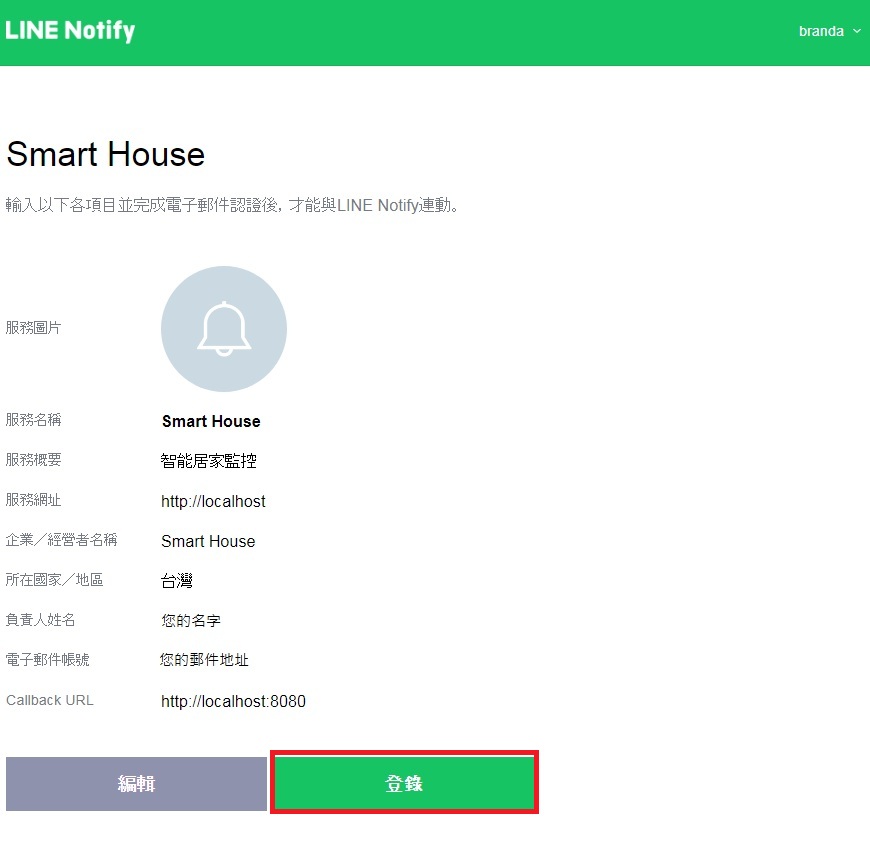 LINE Notify
branda
Smart House
輸入以下各項目並完成電子郵件認證後,才能與LINE Notify連動。
服務圖片
服務名稱 Smart House
服務概要 智能居家監控
服務網址 http://localhost
企業／經營者名稱 Smart House
所在國家／地區 台灣
負責人姓名 您的名字
電子郵件帳號 您的郵件地址
Callback URL http://localhost:8080
編輯 登錄